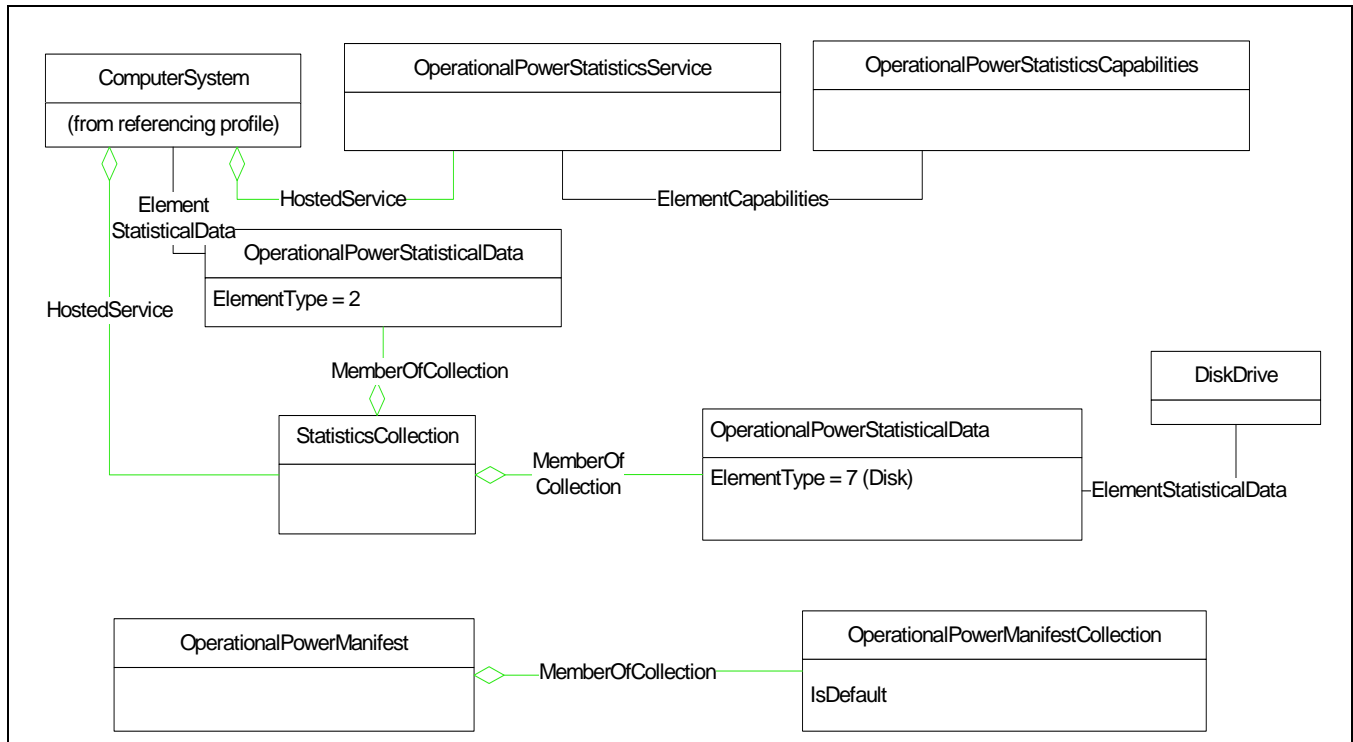 ComputerSystem
(from referencing profile)
OperationalPowerStatisticsService
OperationalPowerStatisticsCapabilities
Element
StatisticalData
HostedService
ElementCapabilities
OperationalPowerStatisticalData
ElementType = 2
HostedService
MemberOfCollection
StatisticsCollection
MemberOf
Collection
OperationalPowerStatisticalData
ElementType = 7 (Disk)
DiskDrive
ElementStatisticalData
OperationalPowerManifest
MemberOfCollection
OperationalPowerManifestCollection
IsDefault